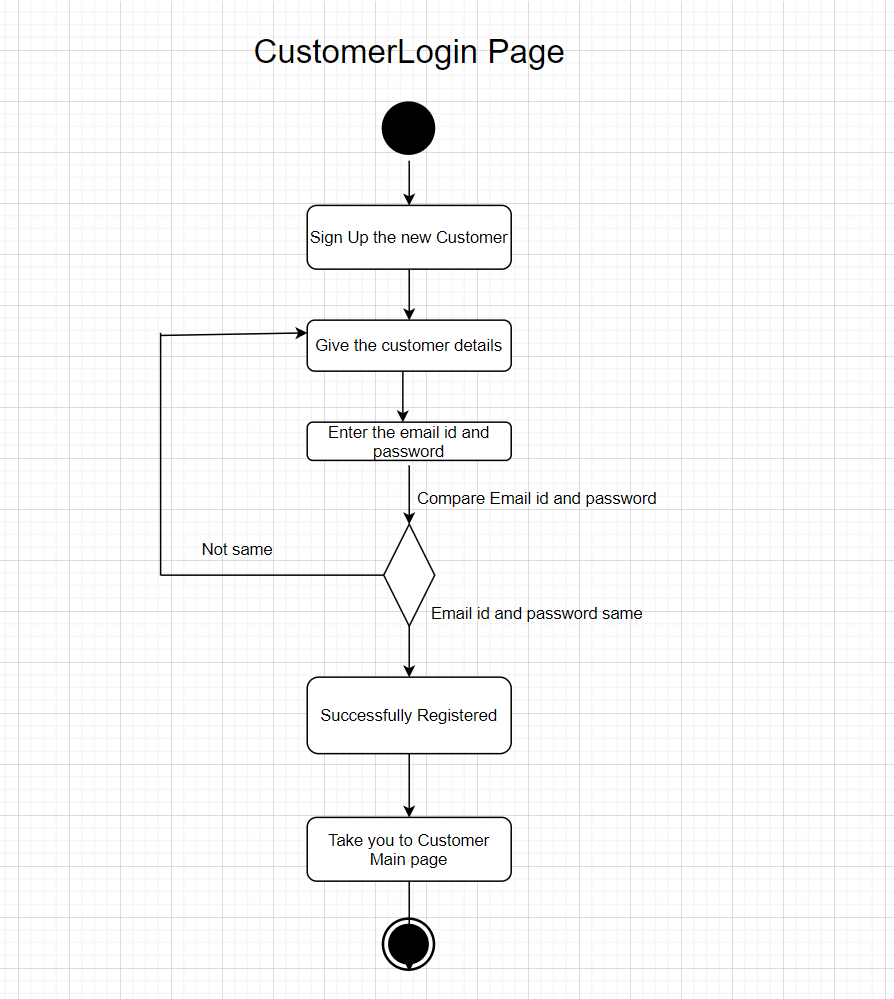 CustomerLogin Page
Sign Up the new Customer
Give the customer details
Enter the email id and
password
Compare Email id and password
Not same
Email id and password same
Successfully Registered
Take you to Customer
Main page